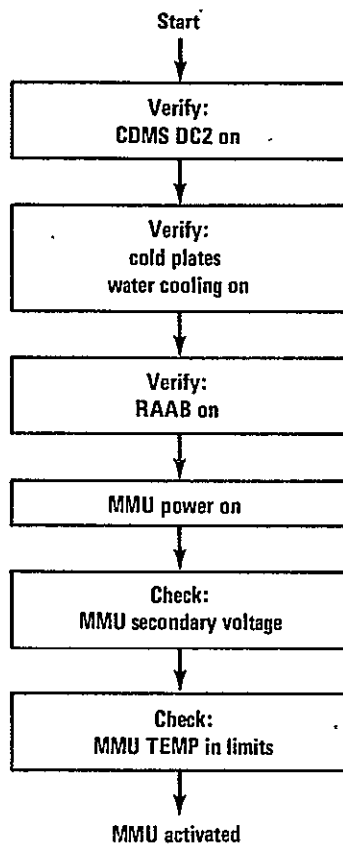 Start
Verify:
CDMS DC2 on
Verify:
cold plates
water cooling on
Verify:
RAAB on
MMU power on
Check:
MMU secondary voltage
Check:
MMU TEMP in limits
MMU activated